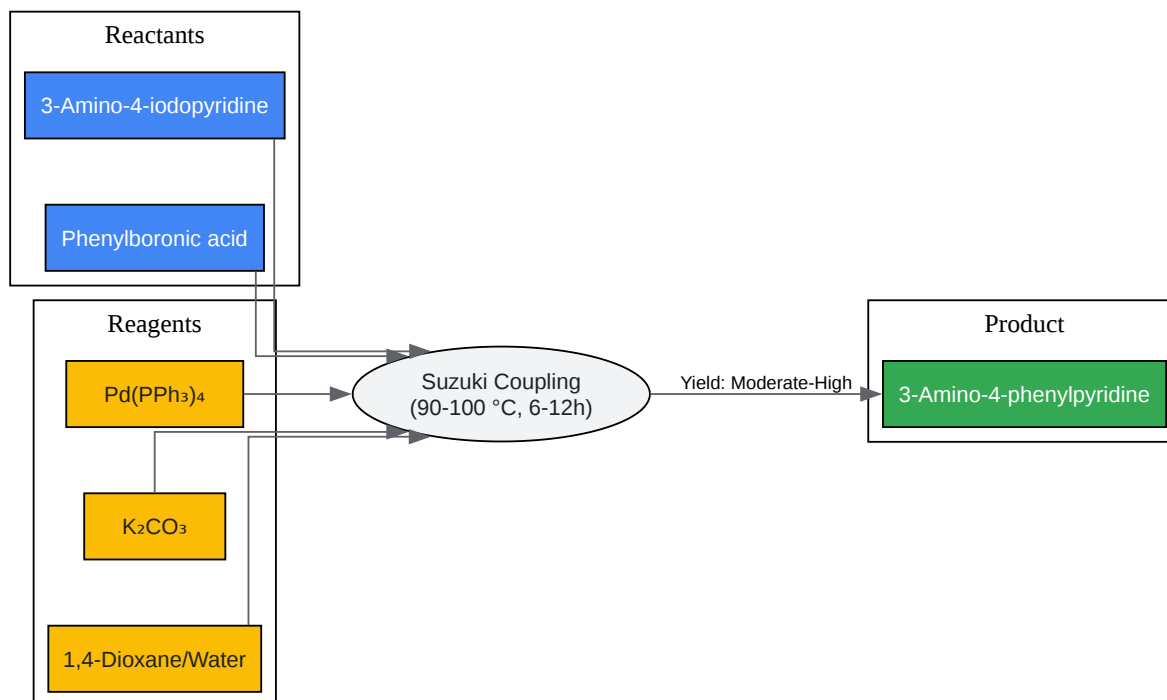 Reactants
3-Amino-4-iodopyridine
Phenylboronic acid
Reagents
Pd(PPh₃)₄
K₂CO₃
1,4-Dioxane/Water
Suzuki Coupling
(90-100 °C, 6-12h)
Yield: Moderate-High
Product
3-Amino-4-phenylpyridine